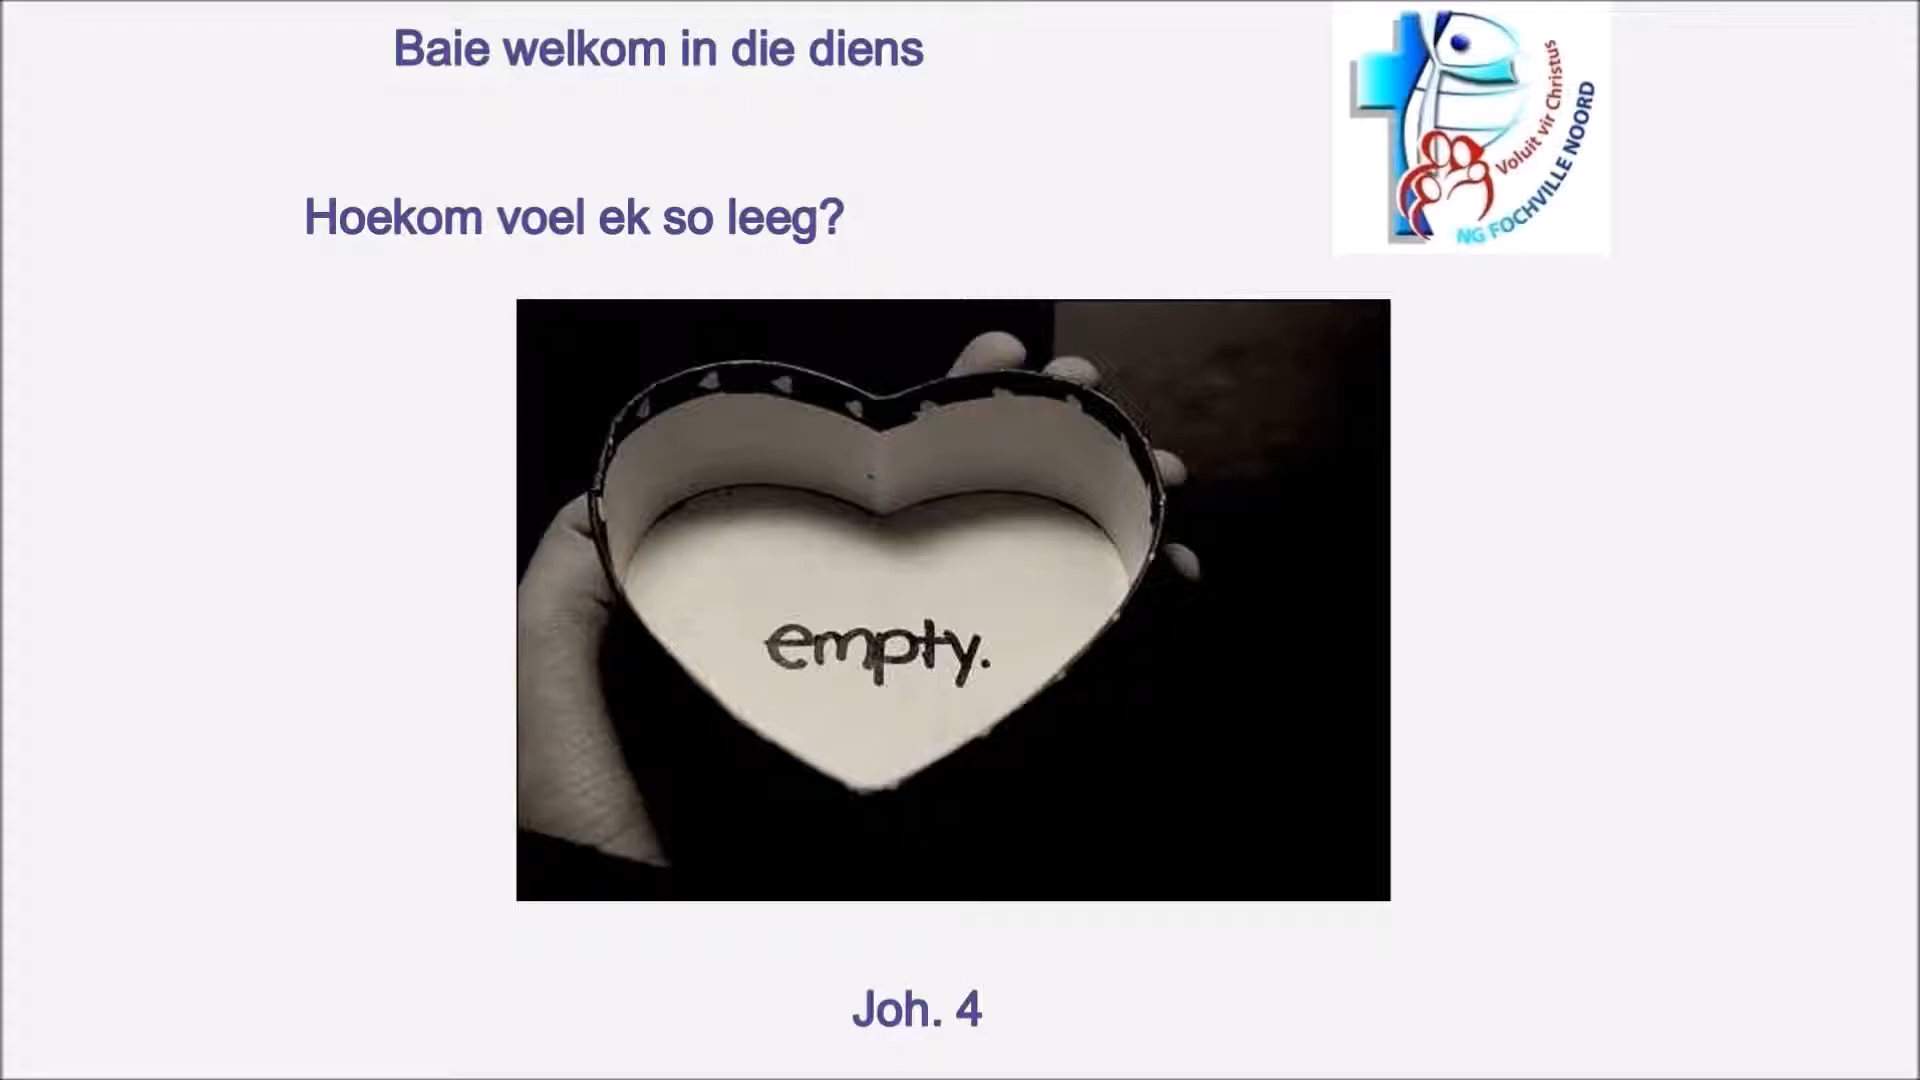 Baie welkom in die diens
Voluit vir Christus
NG FOCHVILLE NOORD
Hoekom voel ek so leeg?
empty.
Joh. 4